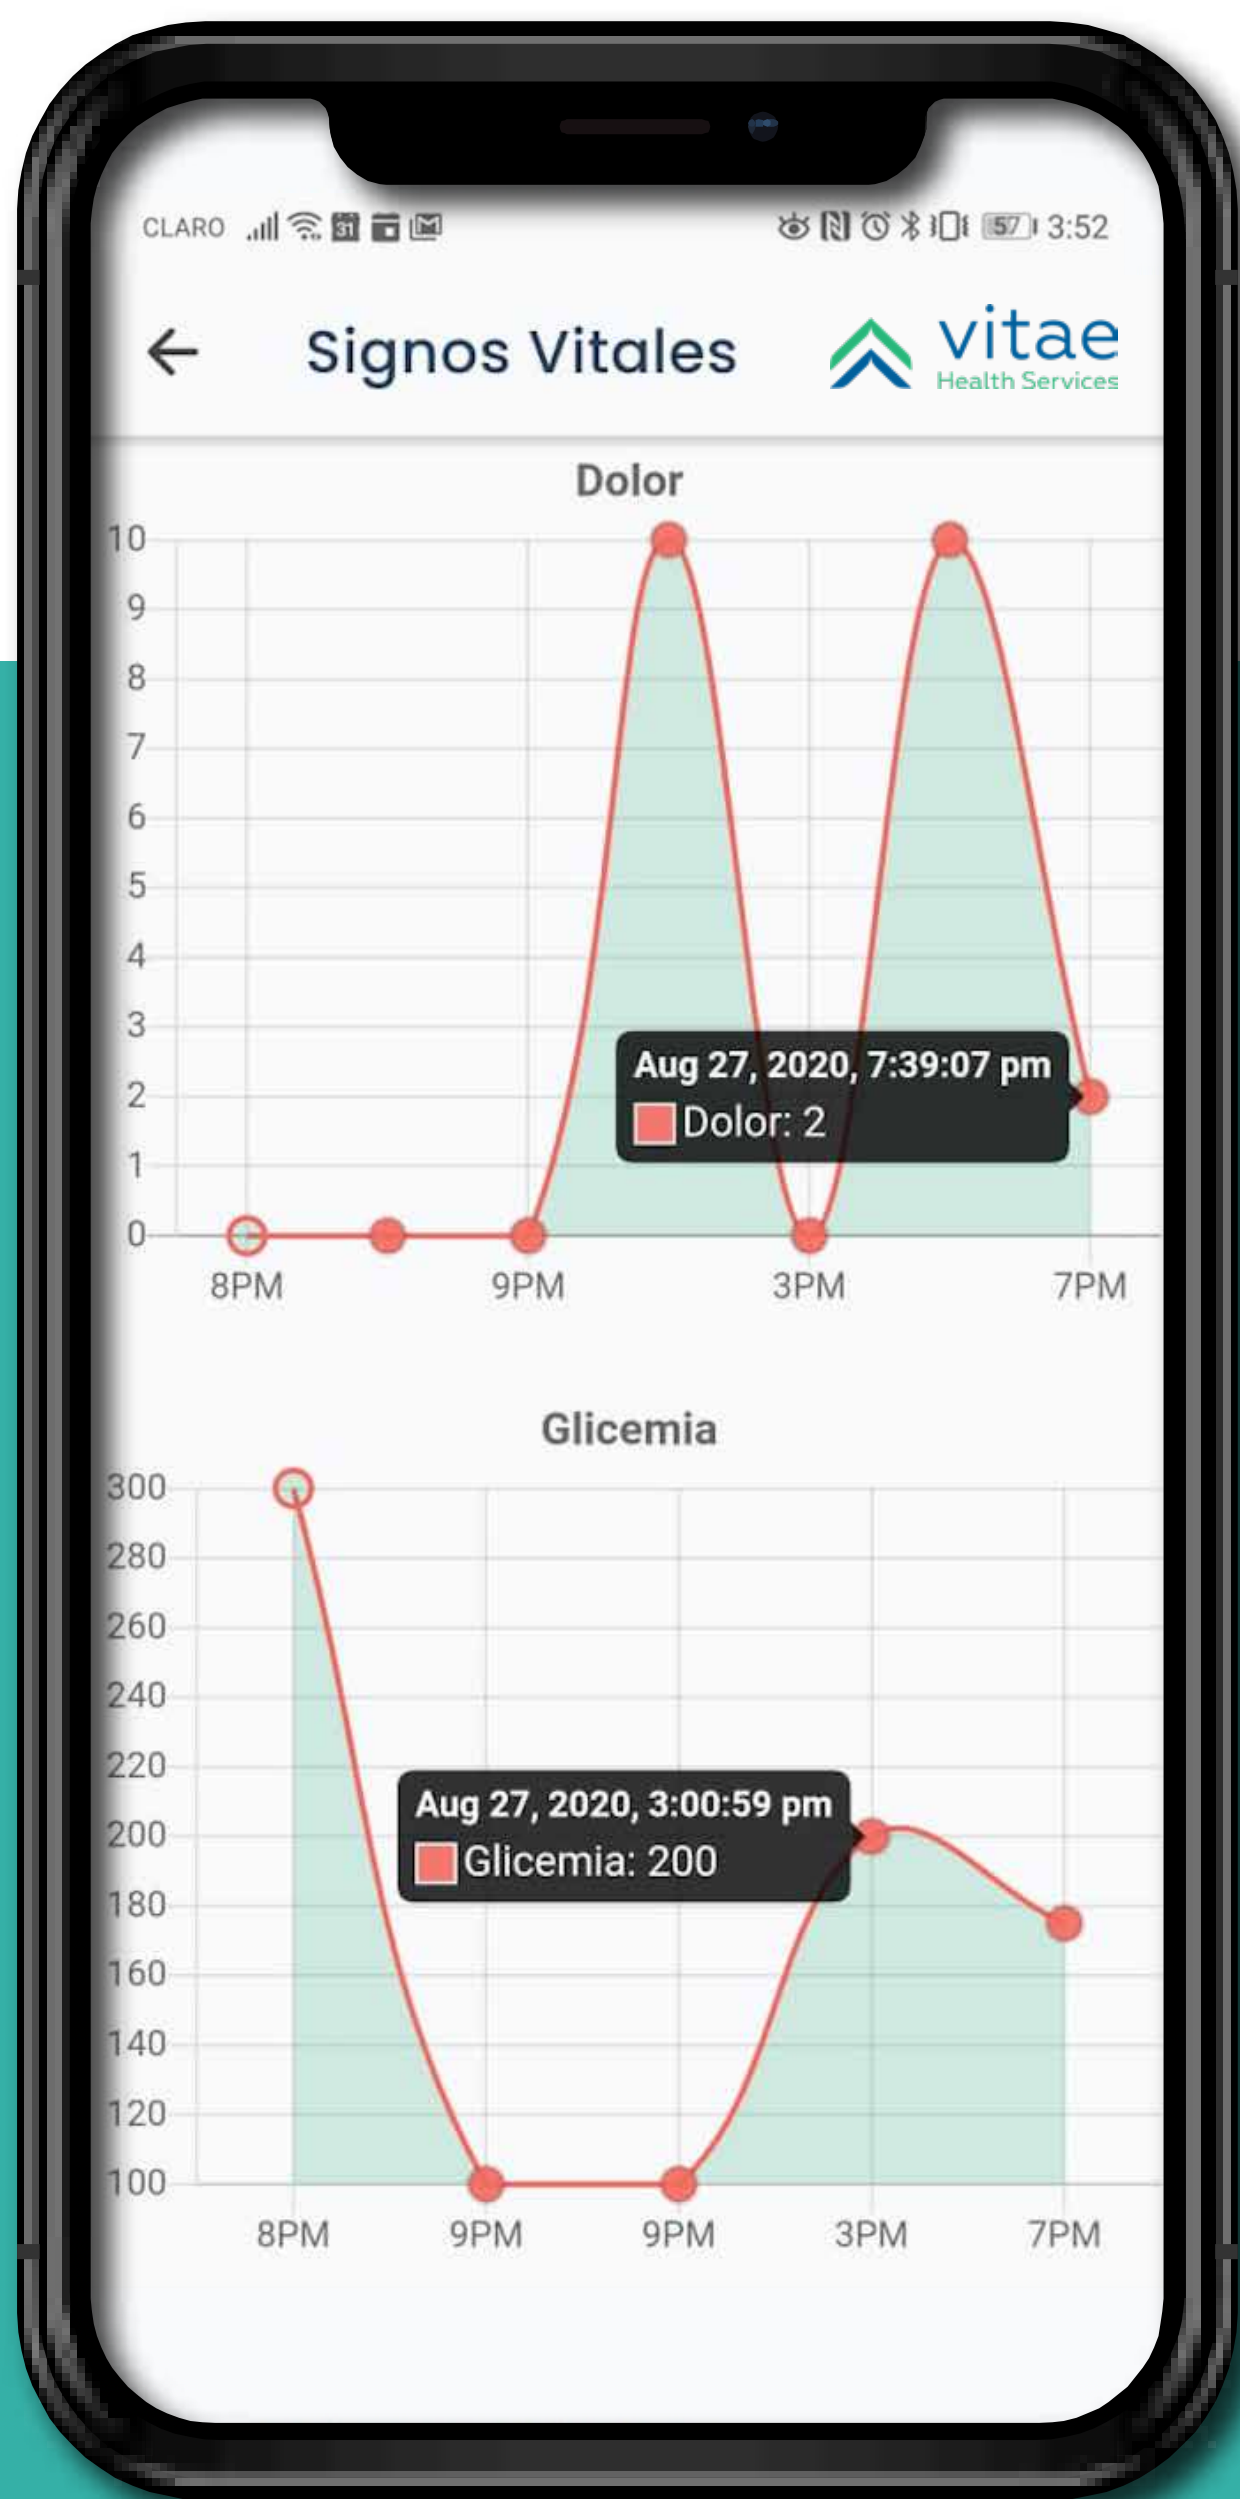 CLARO 31 57 3:52
Signos Vitales
vitae
Health Services
Dolor
10
9
8
7
6
5
4
3
2
1
0
Aug 27, 2020, 7:39:07 pm
Dolor: 2
8PM 9PM 3PM 7PM
Glicemia
300
280
260
240
220
200
180
160
140
120
100
Aug 27, 2020, 3:00:59 pm
Glicemia: 200
8PM 9PM 9PM 3PM 7PM